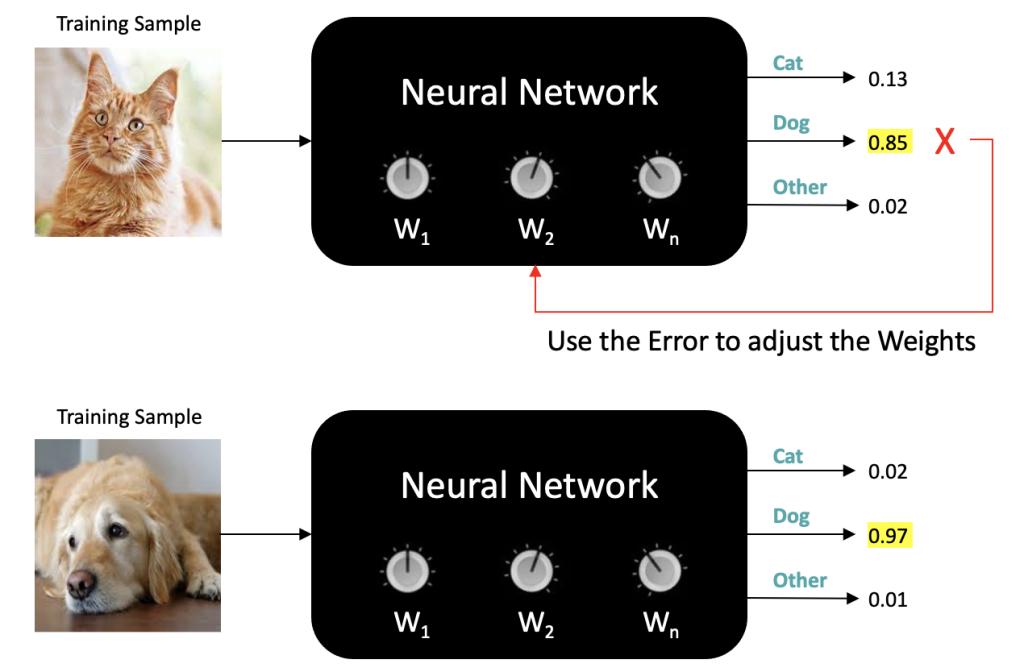 Training Sample
Neural Network
W1
W2
Wn
Cat
0.13
Dog
0.85 X
Other
0.02
Use the Error to adjust the Weights
Training Sample
Neural Network
W1
W2
Wn
Cat
0.02
Dog
0.97
Other
0.01